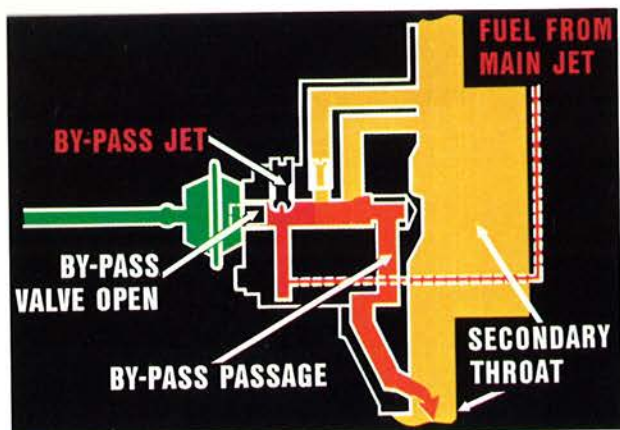 FUEL FROM
MAIN JET
BY-PASS JET
BY-PASS
VALVE OPEN
BY-PASS PASSAGE
SECONDARY
THROAT